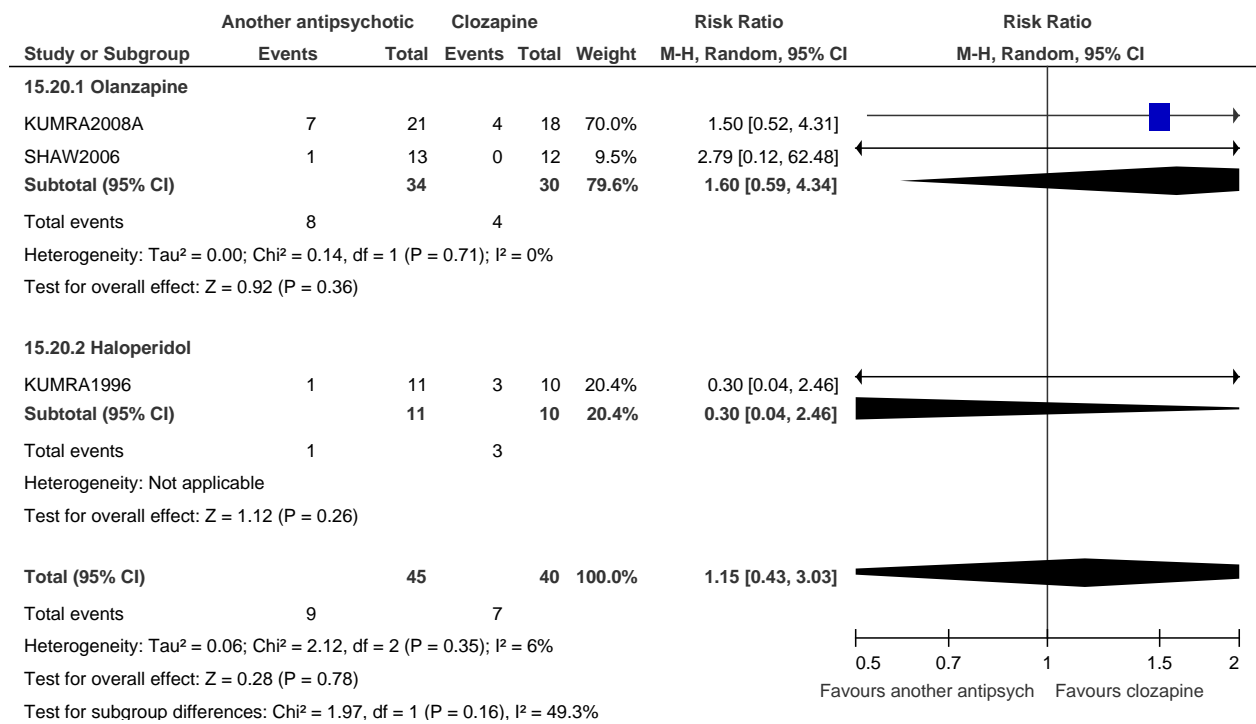 Another antipsychotic Clozapine Risk Ratio Risk Ratio
Study or Subgroup Events Total Events Total Weight M-H, Random, 95% CI M-H, Random, 95% CI
15.20.1 Olanzapine
KUMRA2008A 7 21 4 18 70.0% 1.50 [0.52, 4.31]
SHAW2006 1 13 0 12 9.5% 2.79 [0.12, 62.48]
Subtotal (95% CI) 34 30 79.6% 1.60 [0.59, 4.34]
Total events 8 4
Heterogeneity: Tau² = 0.00; Chi² = 0.14, df = 1 (P = 0.71); I² = 0%
Test for overall effect: Z = 0.92 (P = 0.36)
15.20.2 Haloperidol
KUMRA1996 1 11 3 10 20.4% 0.30 [0.04, 2.46]
Subtotal (95% CI) 11 10 20.4% 0.30 [0.04, 2.46]
Total events 1 3
Heterogeneity: Not applicable
Test for overall effect: Z = 1.12 (P = 0.26)
Total (95% CI) 45 40 100.0% 1.15 [0.43, 3.03]
Total events 9 7
Heterogeneity: Tau² = 0.06; Chi² = 2.12, df = 2 (P = 0.35); I² = 6%
Test for overall effect: Z = 0.28 (P = 0.78)
Test for subgroup differences: Chi² = 1.97, df = 1 (P = 0.16), I² = 49.3%
0.5 0.7 1 1.5 2
Favours another antipsych Favours clozapine